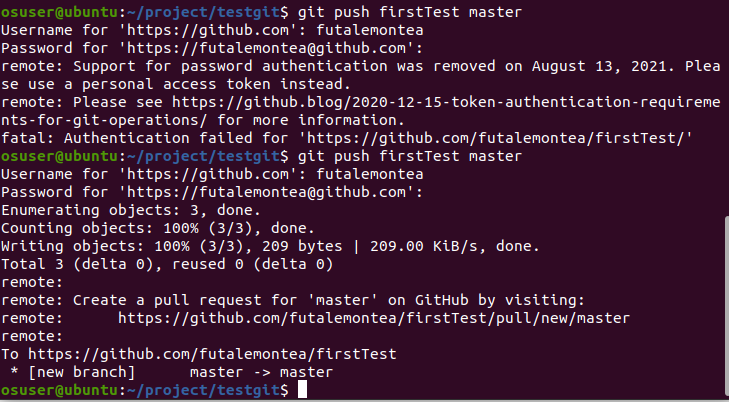 osuser@ubuntu:~/project/testgit$ git push firstTest master
Username for 'https://github.com': futalemontea
Password for 'https://futalemontea@github.com':
remote: Support for password authentication was removed on August 13, 2021. Plea
se use a personal access token instead.
remote: Please see https://github.blog/2020-12-15-token-authentication-requireme
nts-for-git-operations/ for more information.
fatal: Authentication failed for 'https://github.com/futalemontea/firstTest/'
osuser@ubuntu:~/project/testgit$ git push firstTest master
Username for 'https://github.com': futalemontea
Password for 'https://futalemontea@github.com':
Enumerating objects: 3, done.
Counting objects: 100% (3/3), done.
Writing objects: 100% (3/3), 209 bytes | 209.00 KiB/s, done.
Total 3 (delta 0), reused 0 (delta 0)
remote:
remote: Create a pull request for 'master' on GitHub by visiting:
remote:      https://github.com/futalemontea/firstTest/pull/new/master
remote:
To https://github.com/futalemontea/firstTest
 * [new branch]      master -> master
osuser@ubuntu:~/project/testgit$